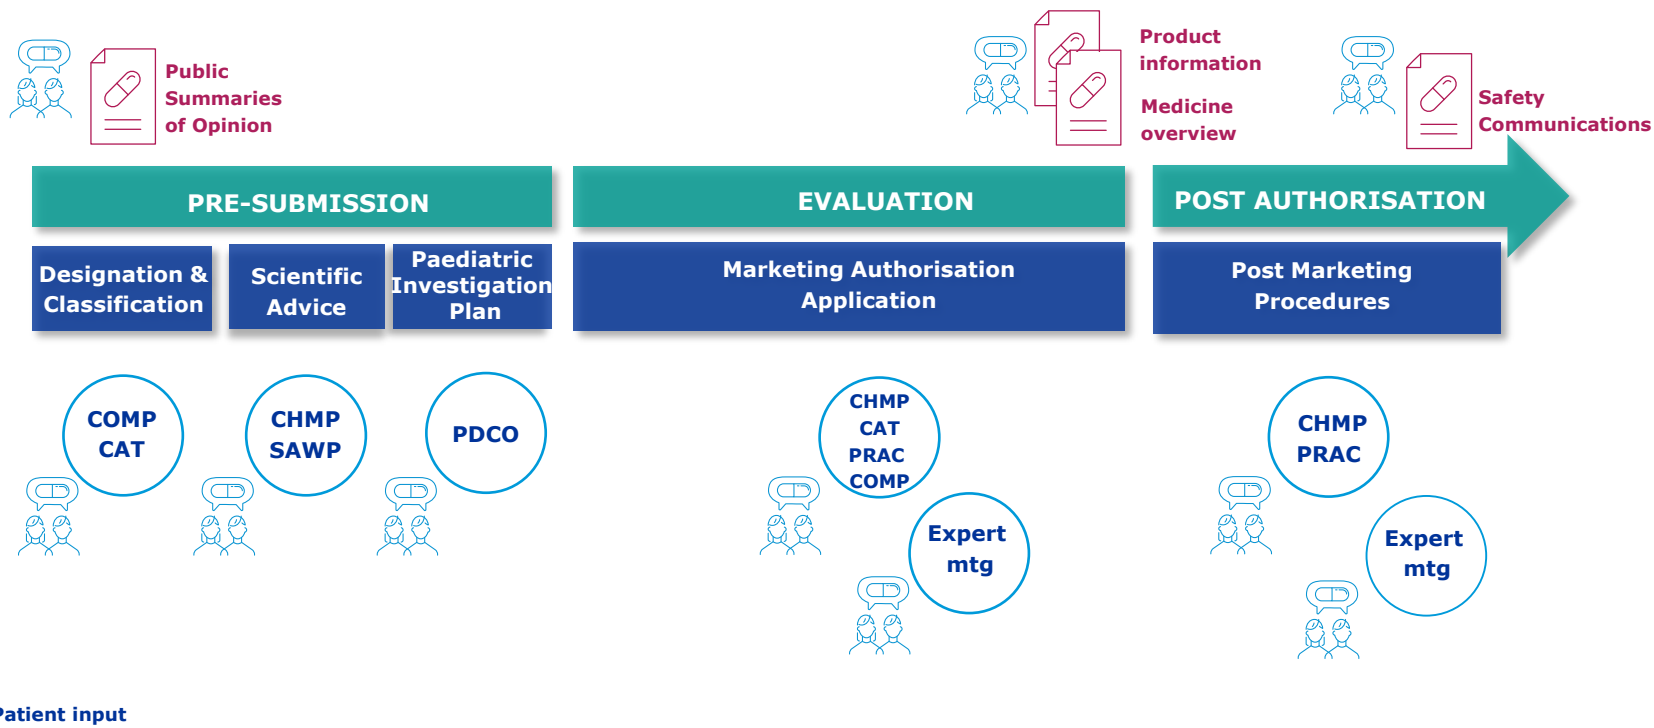 Public
Summaries
of Opinion
Product
information
Medicine
overview
Safety
Communications
PRE-SUBMISSION
EVALUATION
POST AUTHORISATION
Designation &
Classification
Scientific
Advice
Paediatric
Investigation
Plan
Marketing Authorisation
Application
Post Marketing
Procedures
COMP
CAT
CHMP
SAWP
PDCO
CHMP
CAT
PRAC
COMP
Expert
mtg
CHMP
PRAC
Expert
mtg
Patient input